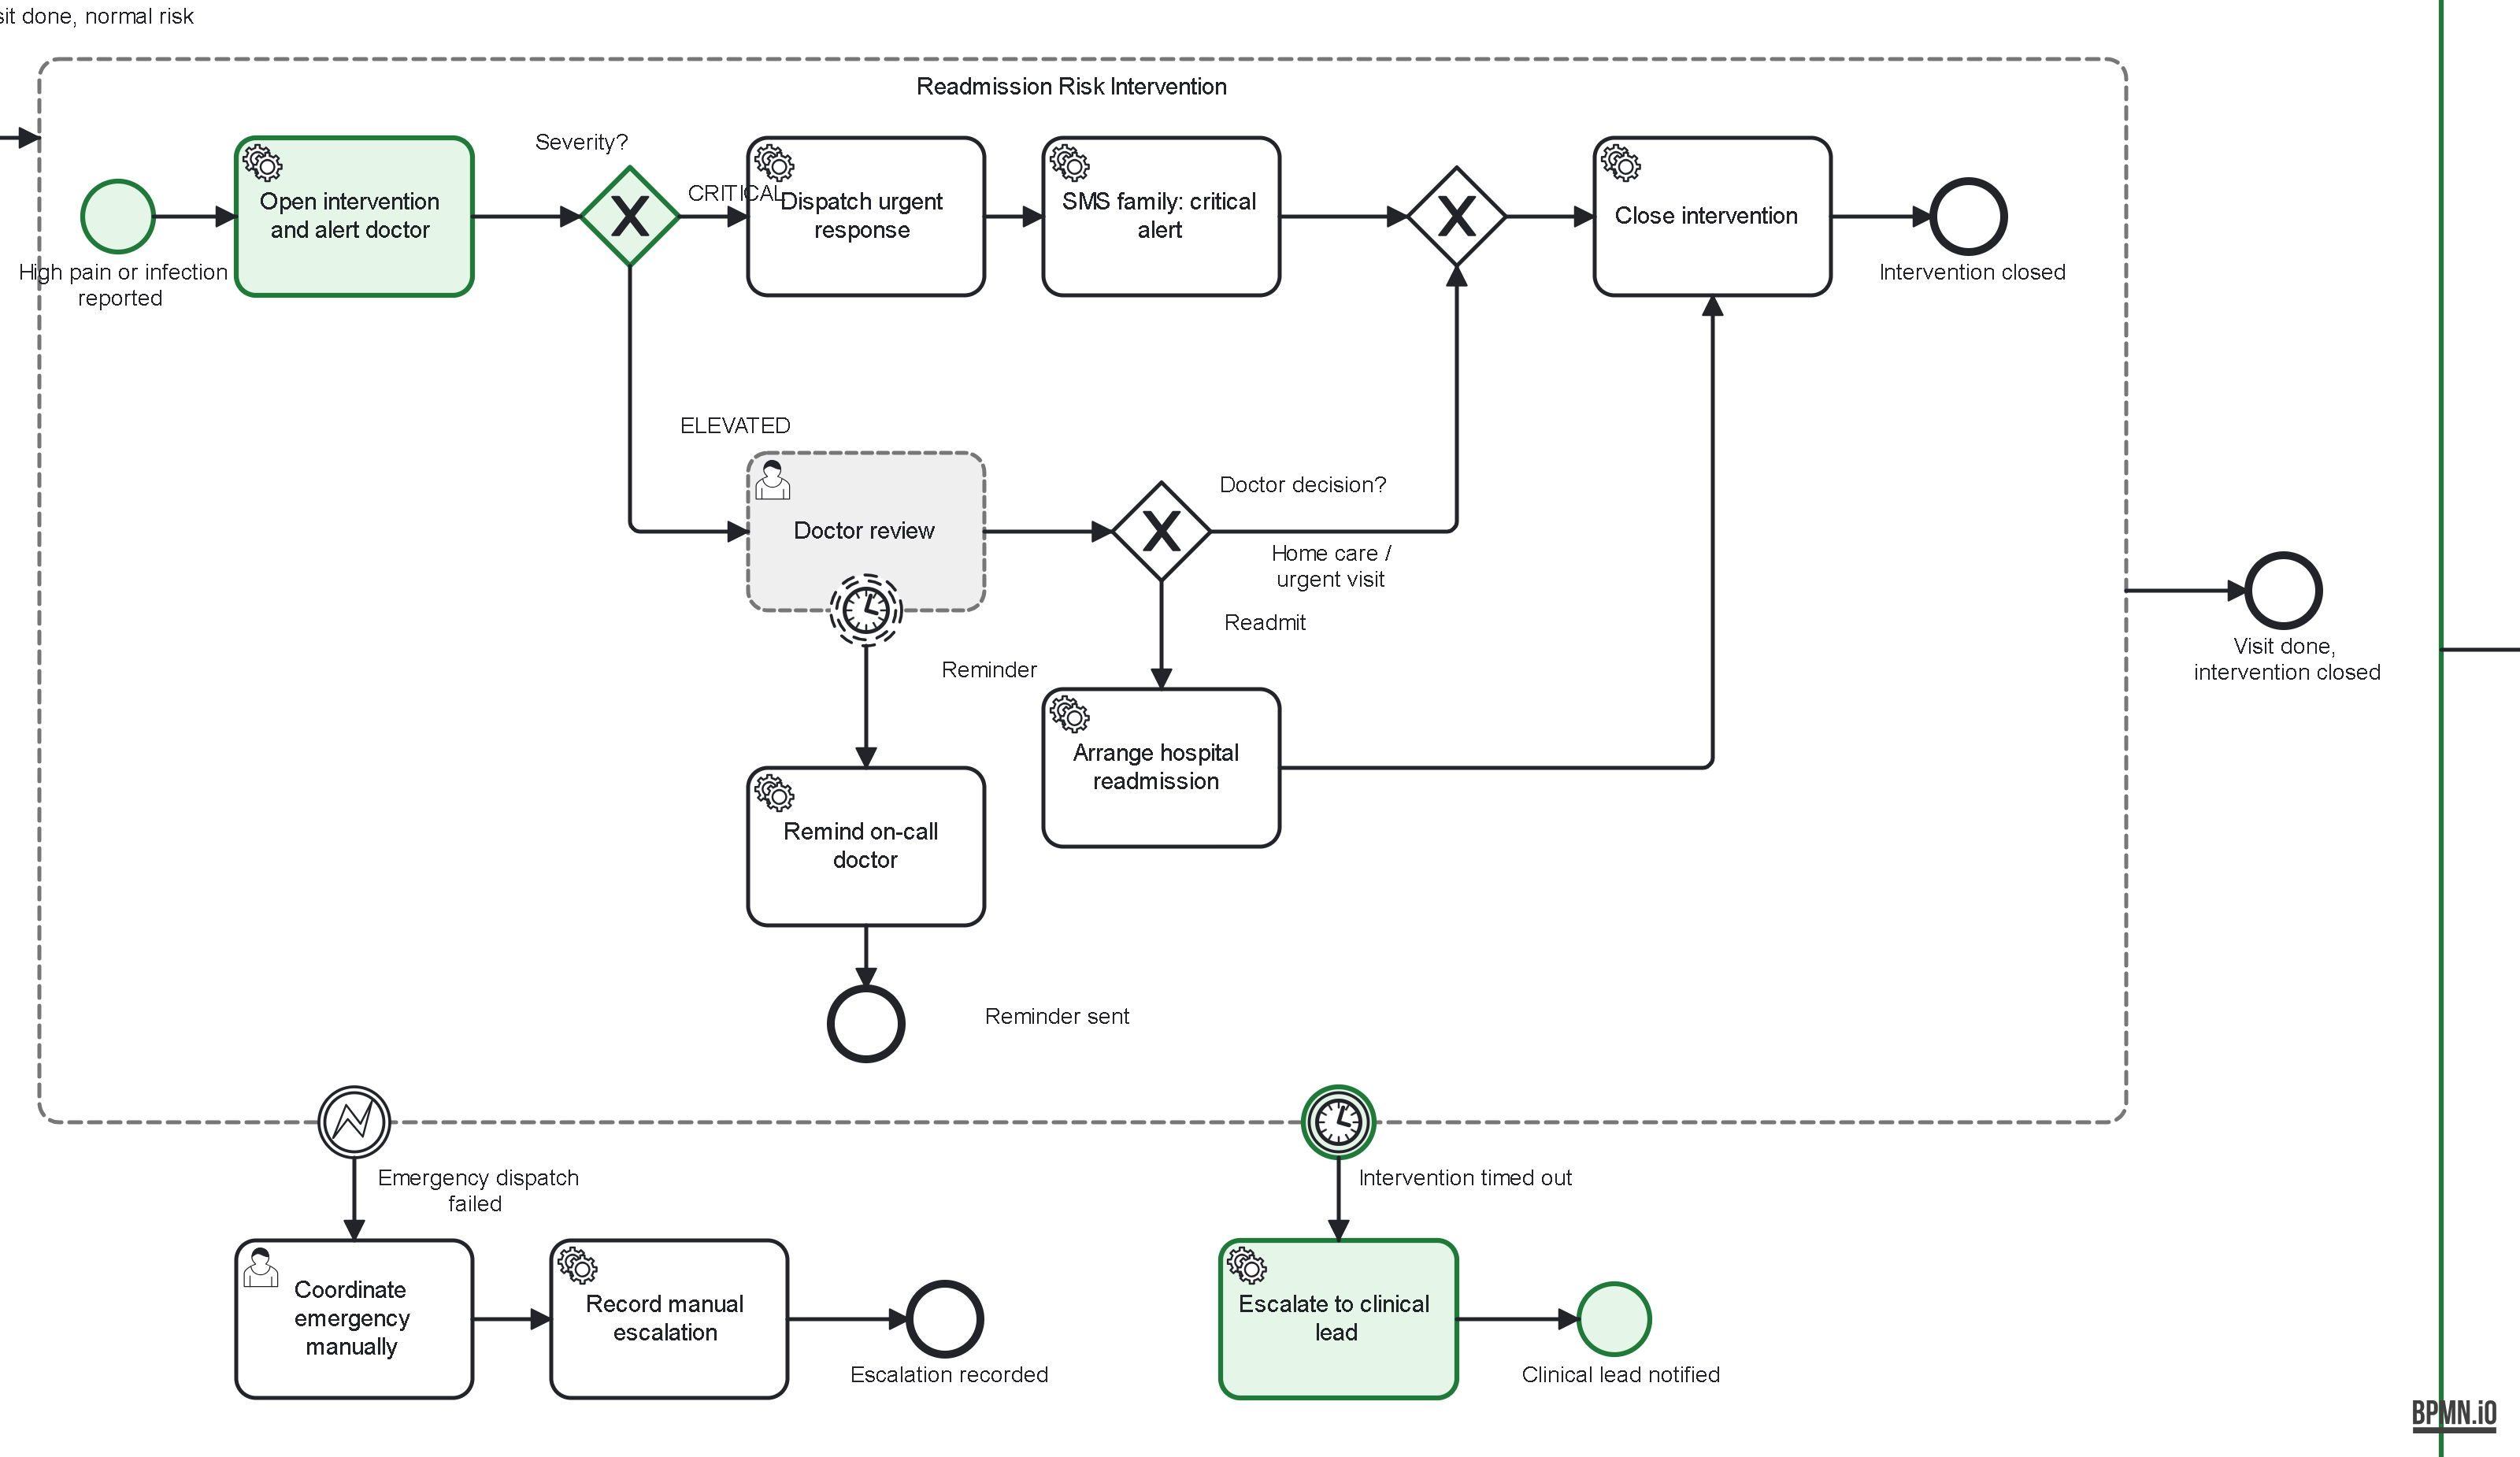 sit done, normal risk
Readmission Risk Intervention
Severity?
CRITICAL
Open intervention
and alert doctor
Dispatch urgent
response
SMS family: critical
alert
Close intervention
High pain or infection
reported
Intervention closed
ELEVATED
Doctor review
Doctor decision?
Home care /
urgent visit
Readmit
Reminder
Visit done,
intervention closed
Arrange hospital
readmission
Remind on-call
doctor
Reminder sent
Emergency dispatch
failed
Intervention timed out
Coordinate
emergency
manually
Record manual
escalation
Escalation recorded
Escalate to clinical
lead
Clinical lead notified
BPMN.iO